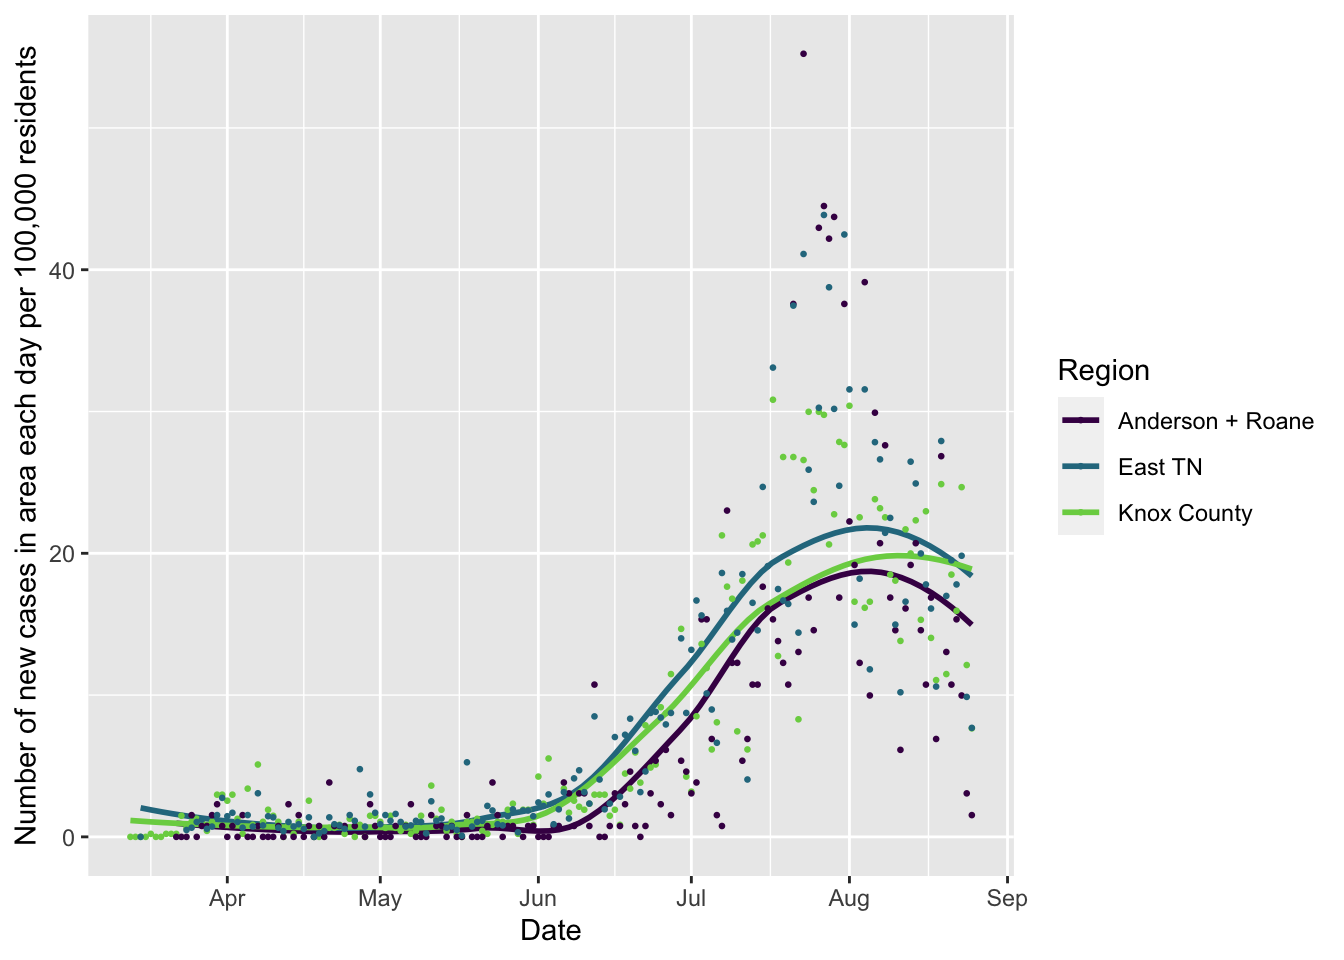 Number of new cases in area each day per 100,000 residents
40
20
0
Apr May Jun Jul Aug Sep
Date
Region
Anderson + Roane
East TN
Knox County